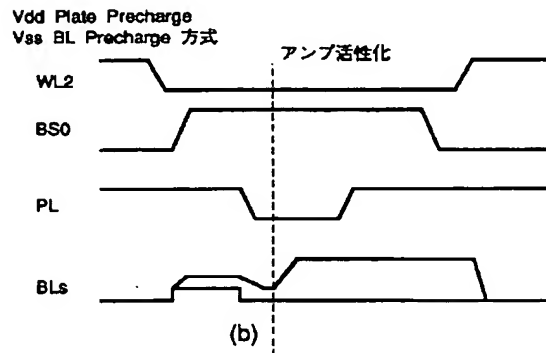 Vdd Plate Precharge
Vss BL Precharge 方式
アンプ活性化
WL2
BS0
PL
BLs
(b)